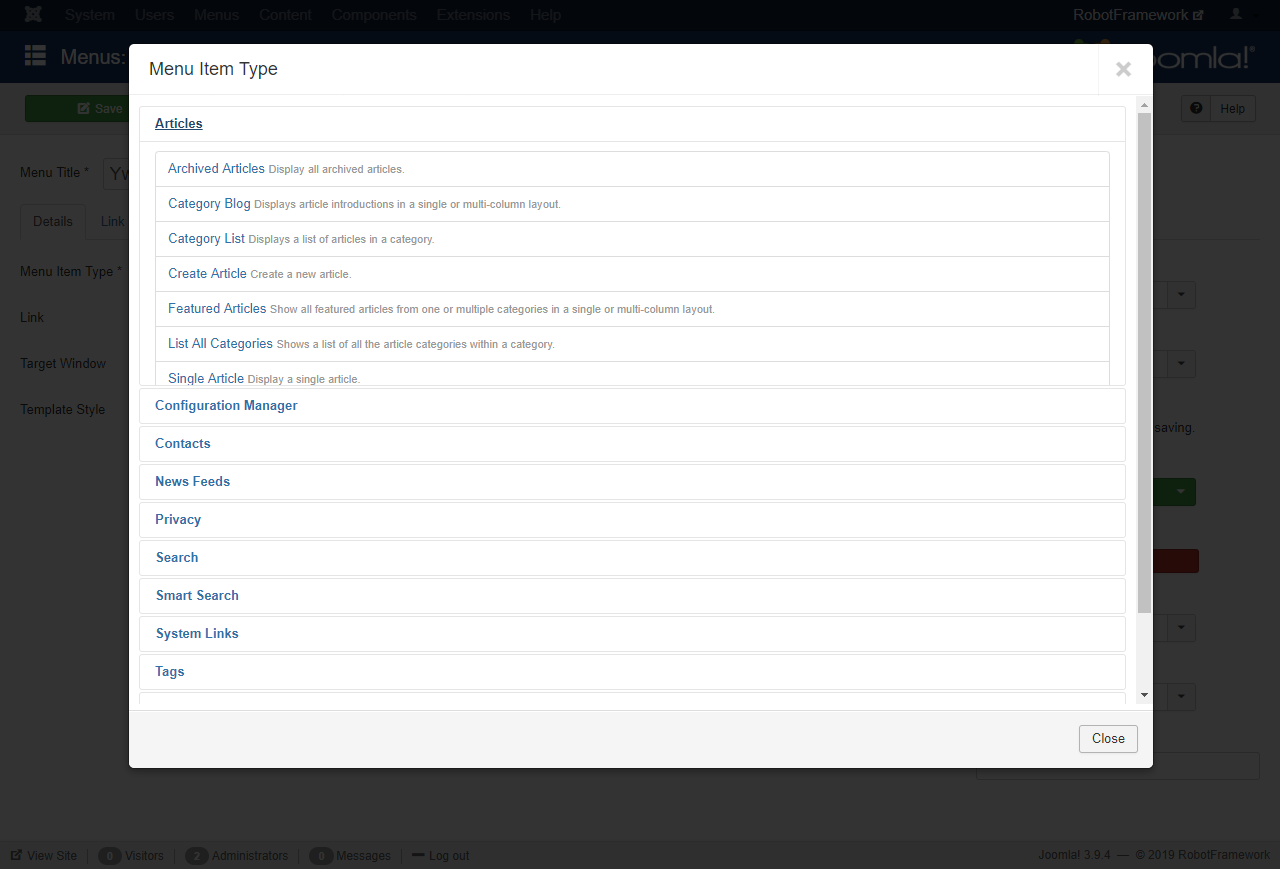 System Users Menus Content Components Extensions Help RobotFramework
Menus:
Joomla!®
Menu Item Type
Save
Help
Articles
Menu Title *
Archived Articles Display all archived articles.
Category Blog Displays article introductions in a single or multi-column layout.
Details Link
Category List Displays a list of articles in a category.
Menu Item Type *
Create Article Create a new article.
Featured Articles Show all featured articles from one or multiple categories in a single or multi-column layout.
Link
List All Categories Shows a list of all the article categories within a category.
Target Window
Single Article Display a single article.
Template Style
Configuration Manager
saving.
Contacts
News Feeds
Privacy
Search
Smart Search
System Links
Tags
Close
View Site 0 Visitors 2 Administrators 0 Messages Log out Joomla! 3.9.4 — © 2019 RobotFramework